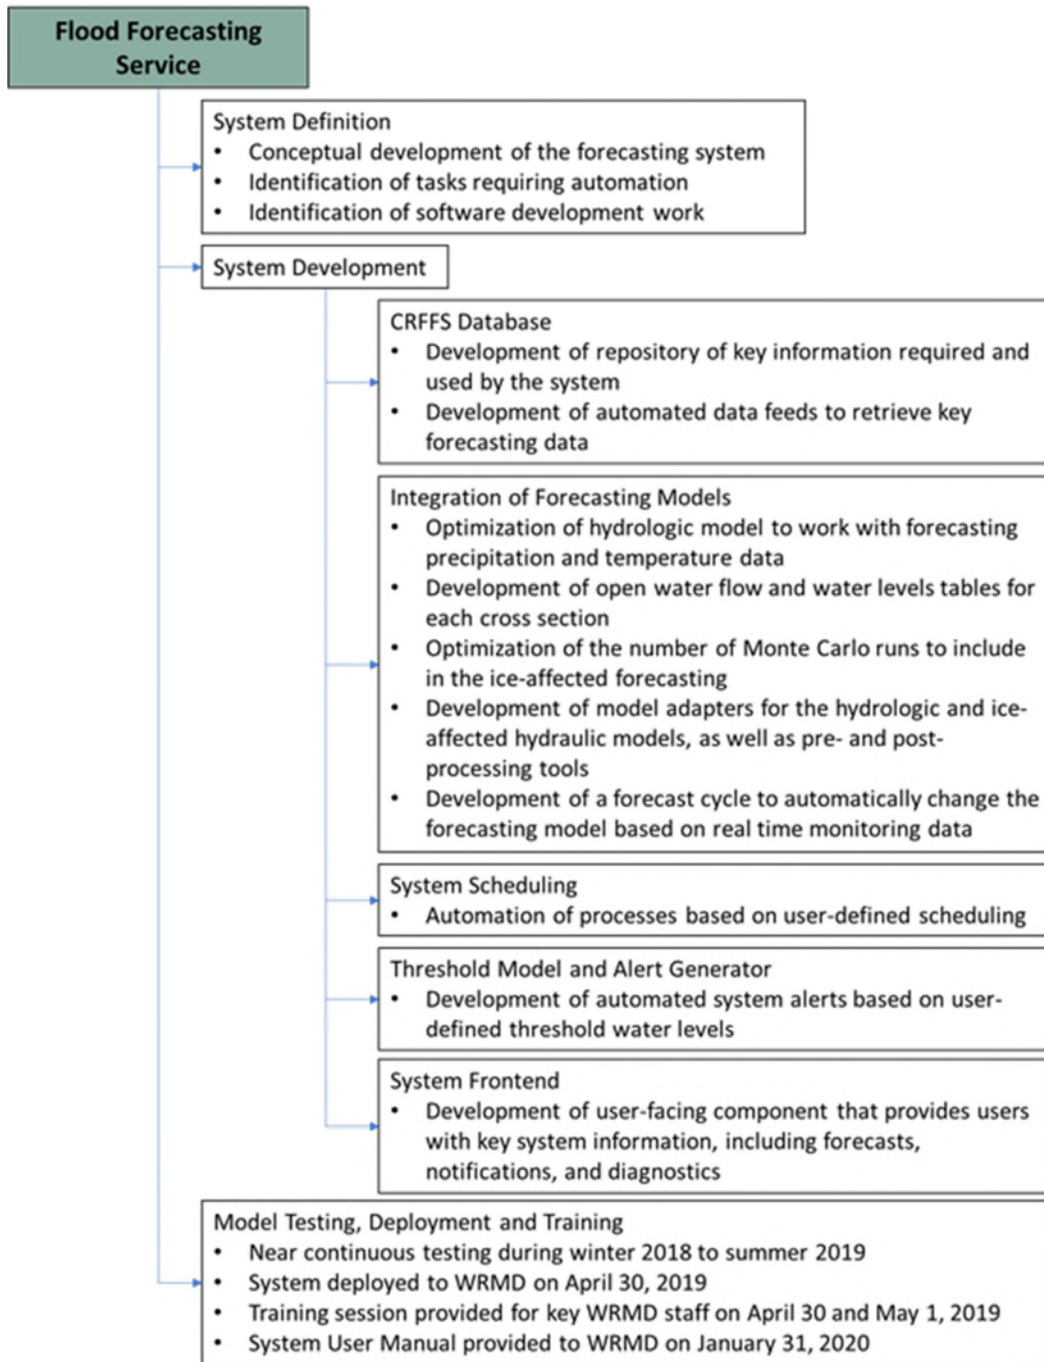 Flood Forecasting
Service
System Definition
• Conceptual development of the forecasting system
• Identification of tasks requiring automation
• Identification of software development work
System Development
CRFFS Database
• Development of repository of key information required and
used by the system
• Development of automated data feeds to retrieve key
forecasting data
Integration of Forecasting Models
• Optimization of hydrologic model to work with forecasting
precipitation and temperature data
• Development of open water flow and water levels tables for
each cross section
• Optimization of the number of Monte Carlo runs to include
in the ice-affected forecasting
• Development of model adapters for the hydrologic and ice-
affected hydraulic models, as well as pre- and post-
processing tools
• Development of a forecast cycle to automatically change the
forecasting model based on real time monitoring data
System Scheduling
• Automation of processes based on user-defined scheduling
Threshold Model and Alert Generator
• Development of automated system alerts based on user-
defined threshold water levels
System Frontend
• Development of user-facing component that provides users
with key system information, including forecasts,
notifications, and diagnostics
Model Testing, Deployment and Training
• Near continuous testing during winter 2018 to summer 2019
• System deployed to WRMD on April 30, 2019
• Training session provided for key WRMD staff on April 30 and May 1, 2019
• System User Manual provided to WRMD on January 31, 2020